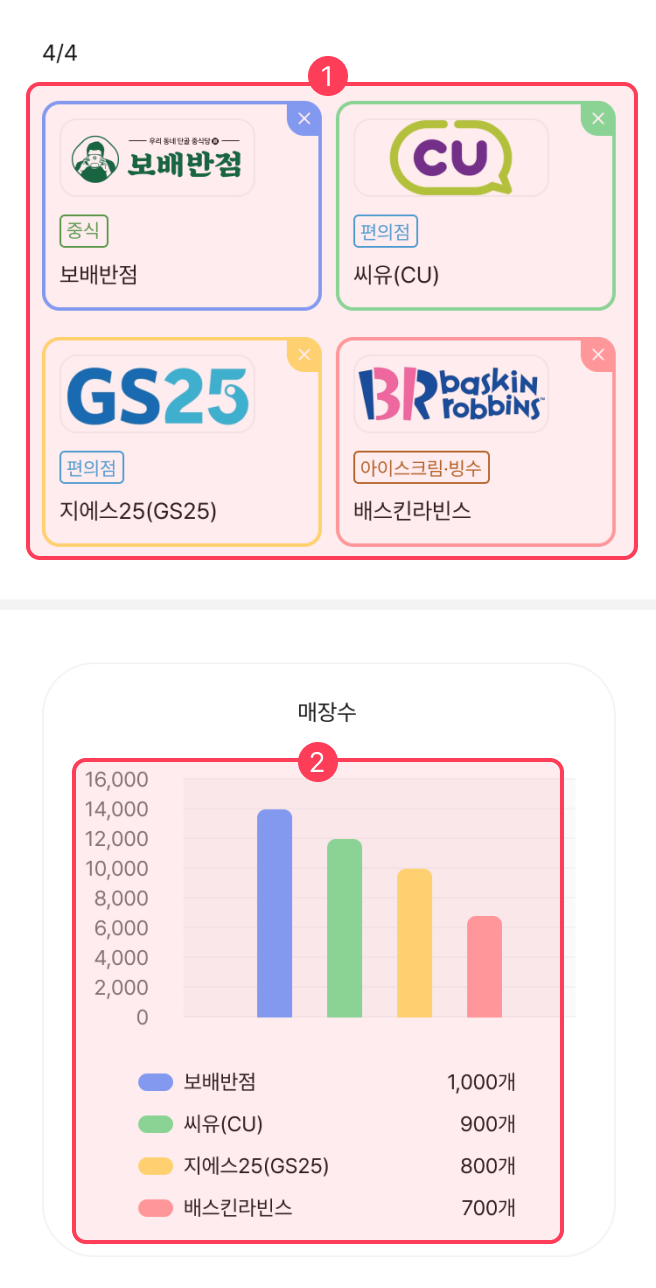 4/4
1
우리 동네 단골 중식당
보배반점
CU
중식
편의점
보배반점
씨유(CU)
GS25
BR baskin robbins™
편의점
아이스크림·빙수
지에스25(GS25)
배스킨라빈스
매장수
2
16,000
14,000
12,000
10,000
8,000
6,000
4,000
2,000
0
보배반점 1,000개
씨유(CU) 900개
지에스25(GS25) 800개
배스킨라빈스 700개